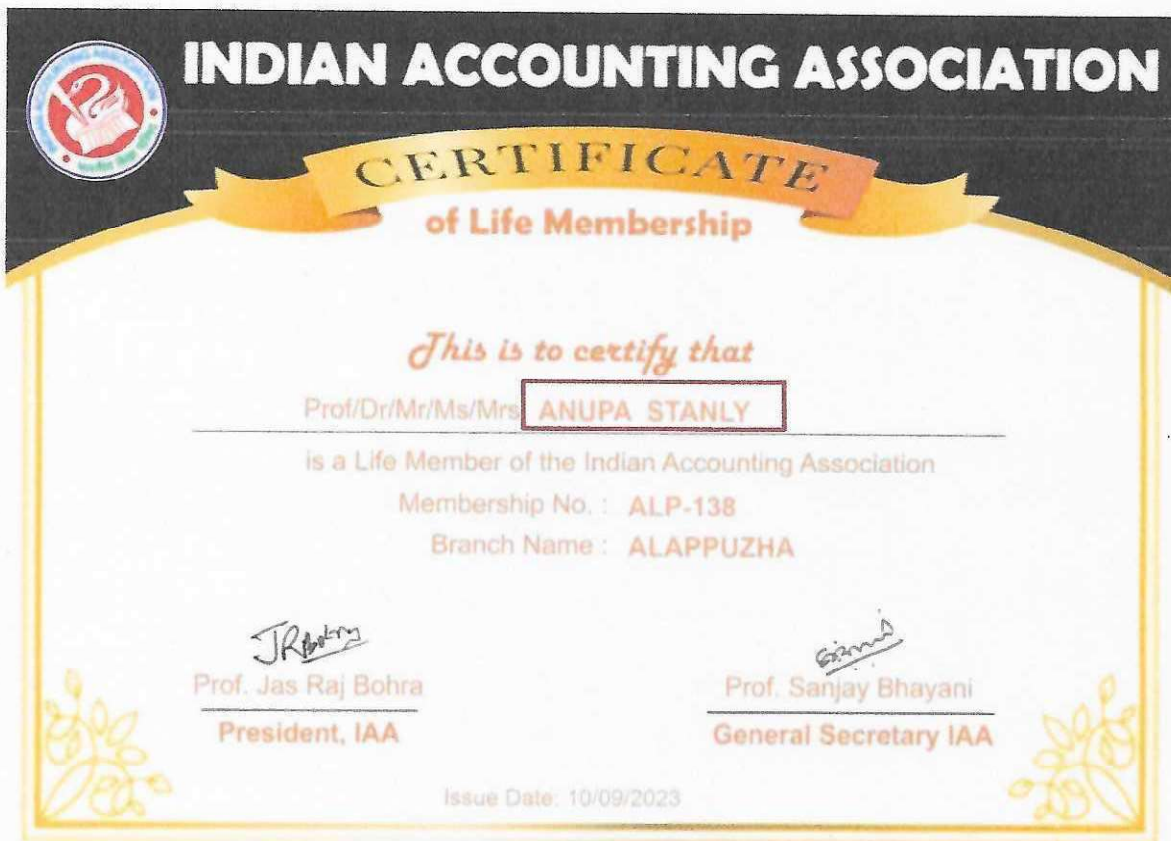 INDIAN ACCOUNTING ASSOCIATION
CERTIFICATE
of Life Membership
This is to certify that
Prof/Dr/Mr/Ms/Mrs ANUPA STANLY
is a Life Member of the Indian Accounting Association
Membership No. : ALP-138
Branch Name : ALAPPUZHA
Prof. Jas Raj Bohra
Prof. Sanjay Bhayani
President, IAA
General Secretary IAA
Issue Date: 10/09/2023